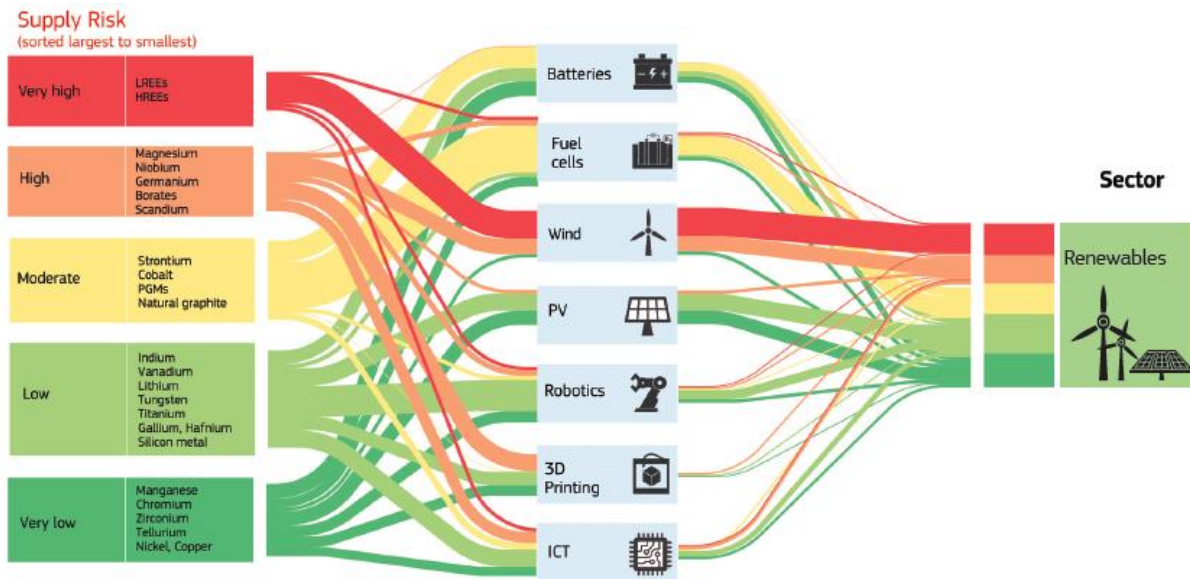 Supply Risk
(sorted largest to smallest)
Very high
LREEs
HREEs
High
Magnesium
Niobium
Germanium
Borates
Scandium
Moderate
Strontium
Cobalt
PGMs
Natural graphite
Low
Indium
Vanadium
Lithium
Tungsten
Titanium
Gallium, Hafnium
Silicon metal
Very low
Manganese
Chromium
Zirconium
Tellurium
Nickel, Copper
Batteries
Fuel
cells
Wind
PV
Robotics
3D
Printing
ICT
Sector
Renewables